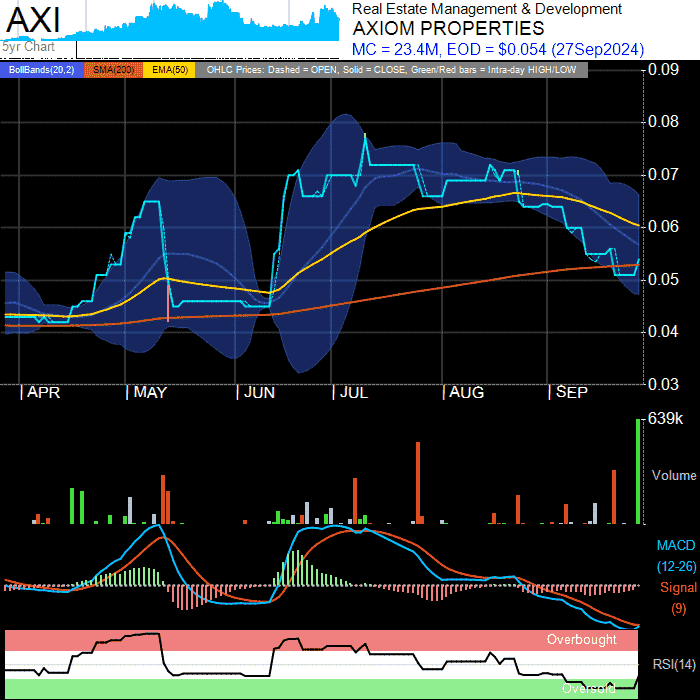 AXI
Real Estate Management & Development
AXIOM PROPERTIES
5yr Chart
MC = 23.4M, EOD = $0.054 (27Sep2024)
BollBands(20,2) SMA(200) EMA(50) OHLC Prices: Dashed = OPEN, Solid = CLOSE, Green/Red bars = Intra-day HIGH/LOW
0.09
0.08
0.07
0.06
0.05
0.04
0.03
APR MAY JUN JUL AUG SEP
639k
Volume
MACD
(12-26)
Signal
(9)
Overbought
RSI(14)
Oversold